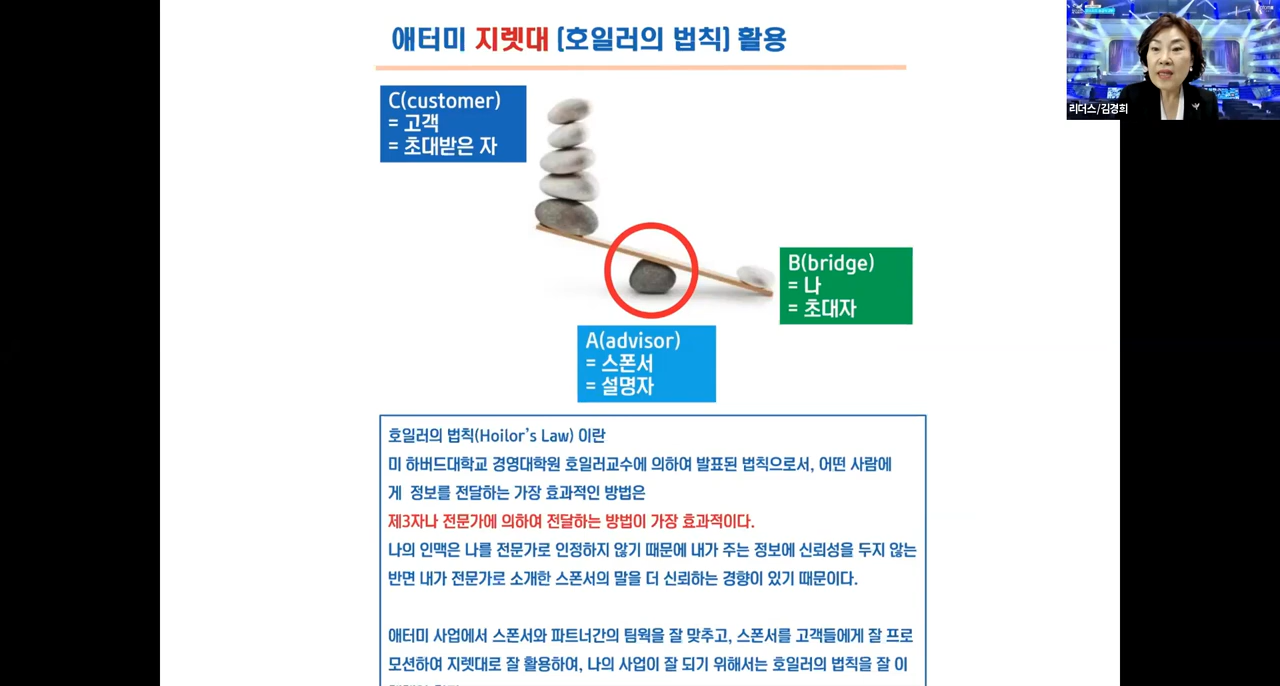 애터미 지렛대 (호일러의 법칙) 활용
리더스/김경희
C(customer)
= 고객
= 초대받은 자
B(bridge)
= 나
= 초대자
A(advisor)
= 스폰서
= 설명자
호일러의 법칙(Hoilor's Law) 이란
미 하버드대학교 경영대학원 호일러교수에 의하여 발표된 법칙으로서, 어떤 사람에
게 정보를 전달하는 가장 효과적인 방법은
제3자나 전문가에 의하여 전달하는 방법이 가장 효과적이다.
나의 인맥은 나를 전문가로 인정하지 않기 때문에 내가 주는 정보에 신뢰성을 두지 않는
반면 내가 전문가로 소개한 스폰서의 말을 더 신뢰하는 경향이 있기 때문이다.
애터미 사업에서 스폰서와 파트너간의 팀웍을 잘 맞추고, 스폰서를 고객들에게 잘 프로
모션하여 지렛대로 잘 활용하여, 나의 사업이 잘 되기 위해서는 호일러의 법칙을 잘 이